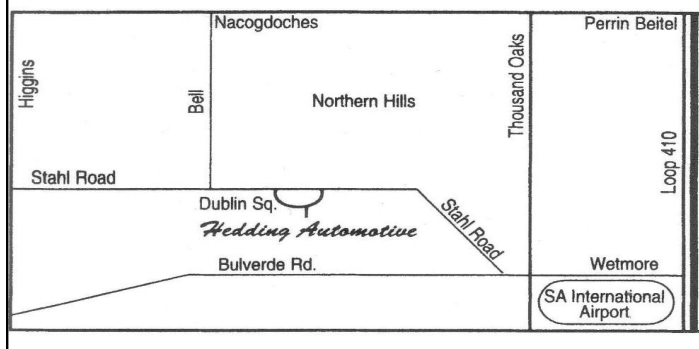 Nacogdoches
Perrin Beitel
Higgins
Bell
Northern Hills
Thousand Oaks
Loop 410
Stahl Road
Dublin Sq.
Hedding Automotive
Stahl Road
Bulverde Rd.
Wetmore
SA International
Airport